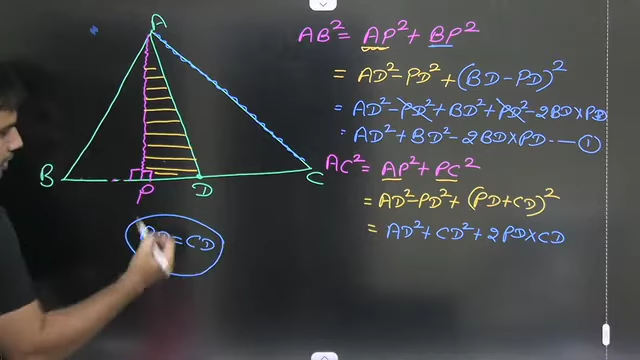 A
B
P
D
C
= CD
AB² = AP² + BP²
= AD² - PD² + (BD - PD)²
= AD² - PD² + BD² + PD² - 2BD × PD
= AD² + BD² - 2BD × PD --- ①
AC² = AP² + PC²
= AD² - PD² + (PD + CD)²
= AD² + CD² + 2PD × CD